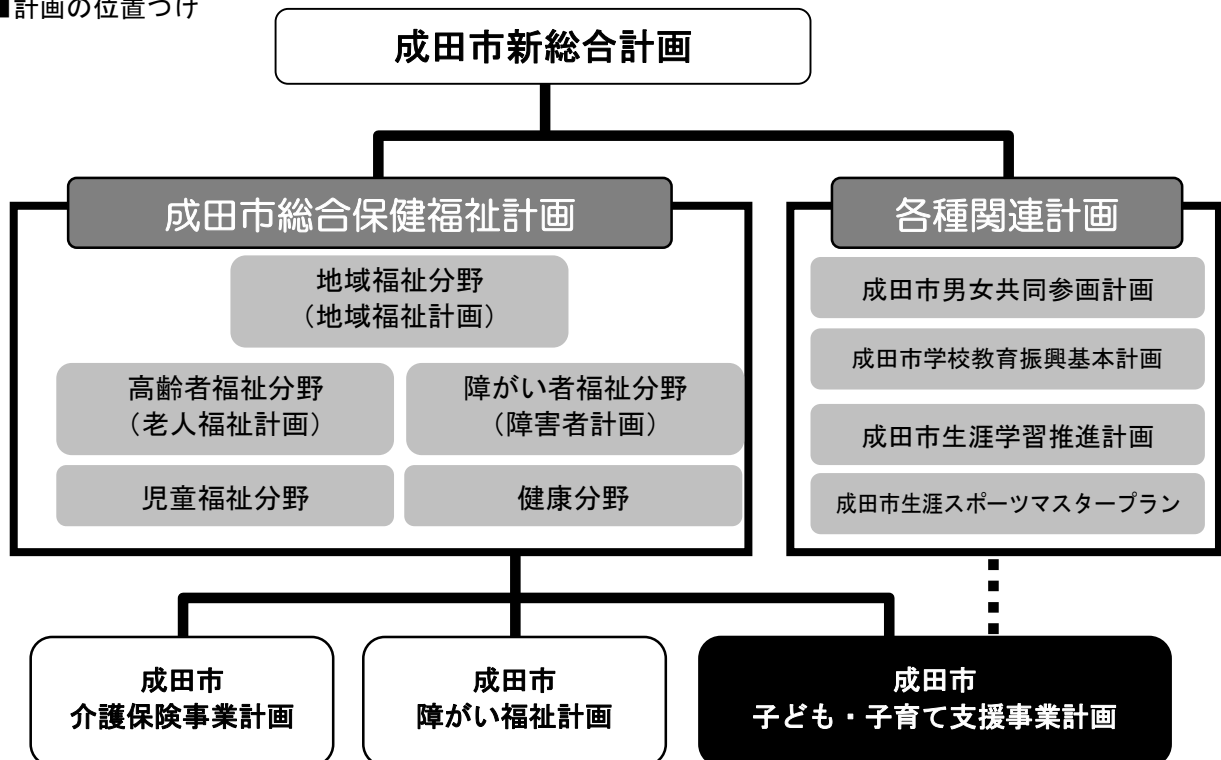 ■計画の位置づけ
成田市新総合計画
成田市総合保健福祉計画
地域福祉分野
（地域福祉計画）
高齢者福祉分野
（老人福祉計画）
障がい者福祉分野
（障害者計画）
児童福祉分野
健康分野
各種関連計画
成田市男女共同参画計画
成田市学校教育振興基本計画
成田市生涯学習推進計画
成田市生涯スポーツマスタープラン
成田市
介護保険事業計画
成田市
障がい福祉計画
成田市
子ども・子育て支援事業計画